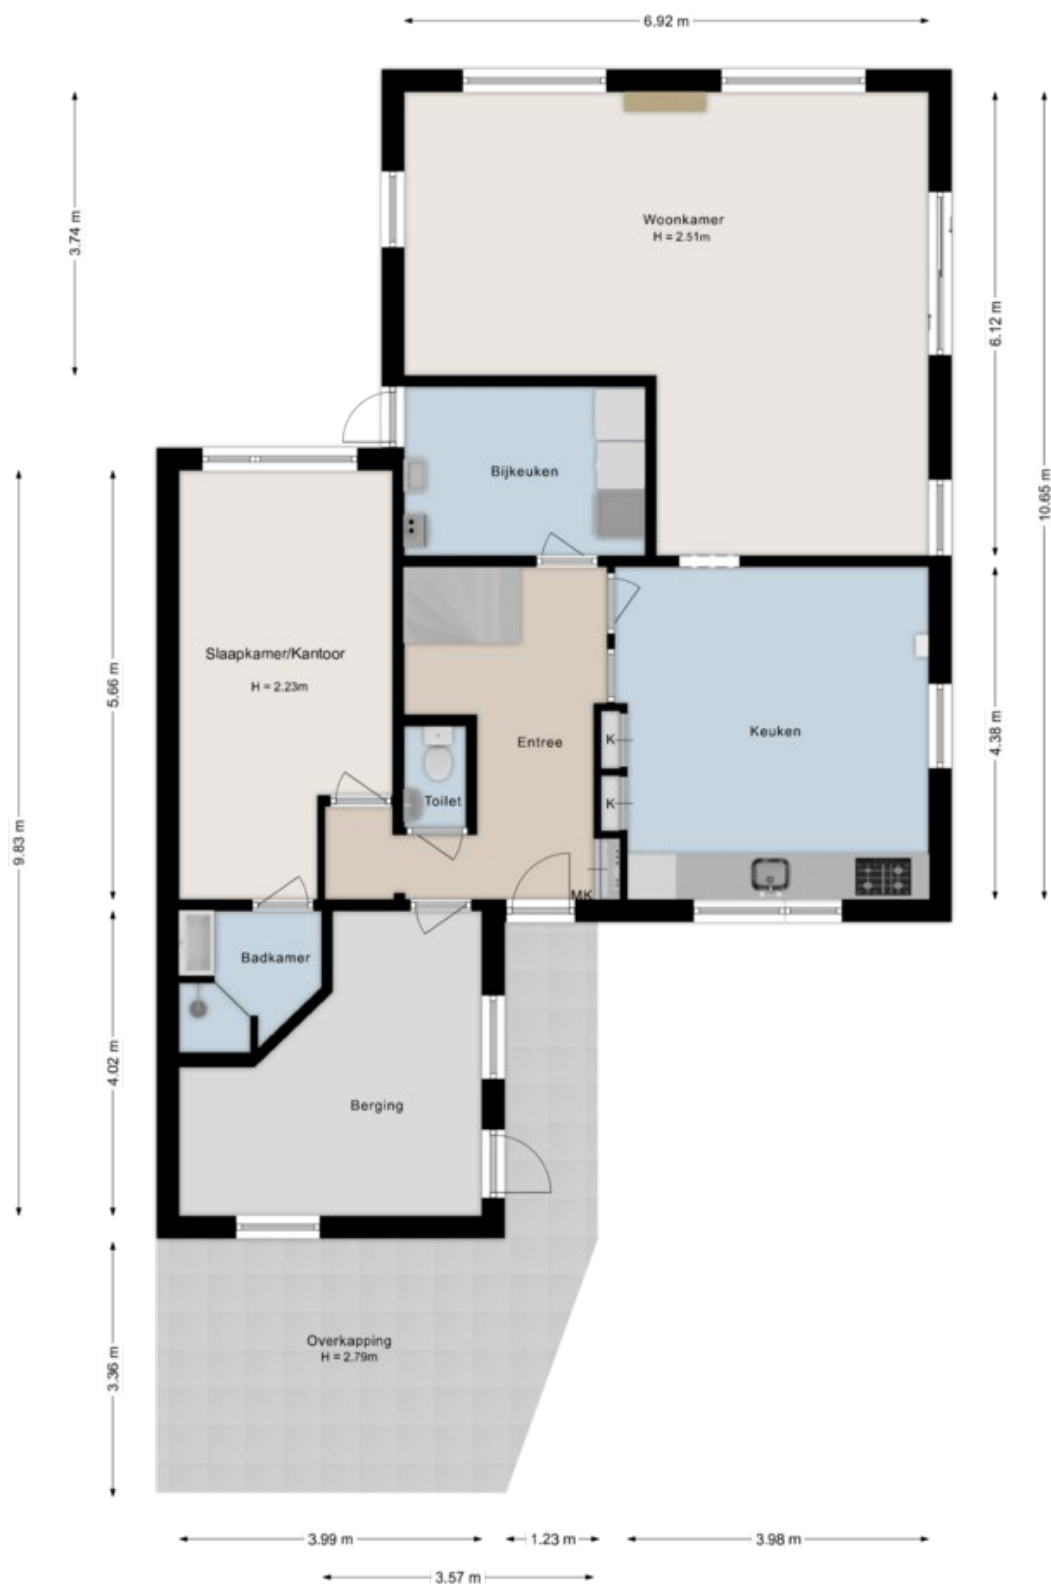 6.92 m
3.74 m
Woonkamer
H = 2.51m
6.12 m
10.65 m
Bijkeuken
Slaapkamer/Kantoor
H = 2.23m
5.66 m
Keuken
4.38 m
K
Entree
K
Toilet
9.83 m
MK
Badkamer
4.02 m
Berging
Overkapping
H = 2.79m
3.36 m
3.99 m
1.23 m
3.98 m
3.57 m